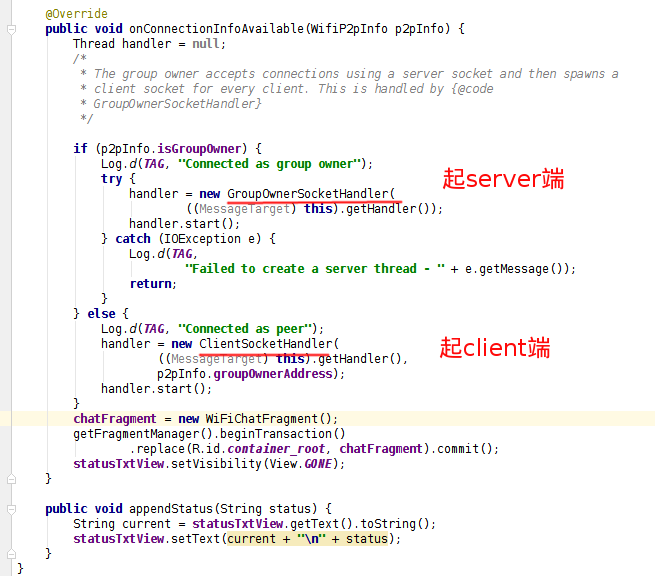 @Override
public void onConnectionInfoAvailable(WifiP2pInfo p2pInfo) {
Thread handler = null;
/*
* The group owner accepts connections using a server socket and then spawns a
* client socket for every client. This is handled by {@code
* GroupOwnerSocketHandler}
*/
if (p2pInfo.isGroupOwner) {
Log.d(TAG, "Connected as group owner");
try {
起server端
handler = new GroupOwnerSocketHandler(
((MessageTarget) this).getHandler());
handler.start();
} catch (IOException e) {
Log.d(TAG,
"Failed to create a server thread - " + e.getMessage());
return;
}
} else {
Log.d(TAG, "Connected as peer");
handler = new ClientSocketHandler(
起client端
((MessageTarget) this).getHandler(),
p2pInfo.groupOwnerAddress);
handler.start();
}
chatFragment = new WiFiChatFragment();
getFragmentManager().beginTransaction()
.replace(R.id.container_root, chatFragment).commit();
statusTxtView.setVisibility(View.GONE);
}
public void appendStatus(String status) {
String current = statusTxtView.getText().toString();
statusTxtView.setText(current + "\n" + status);
}
}